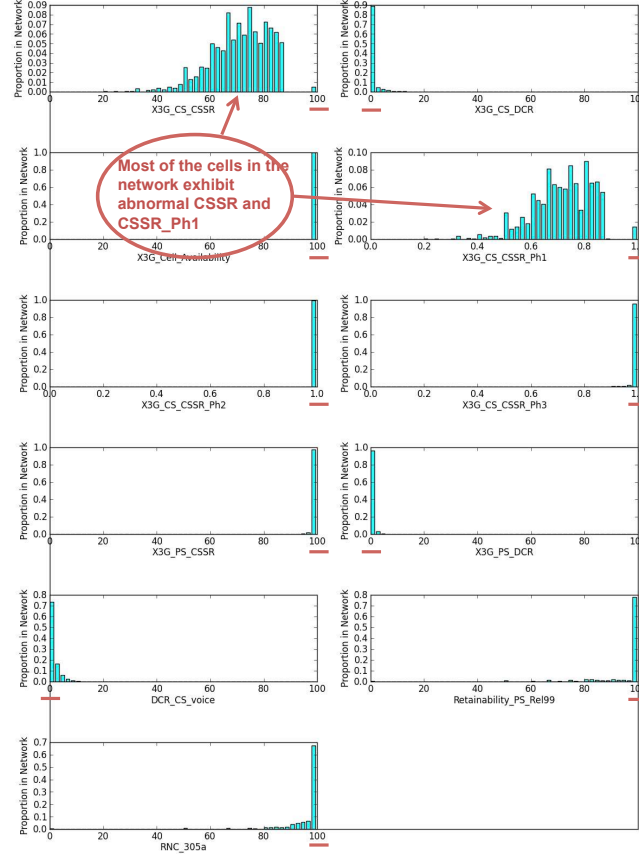 Proportion in Network
0.09
0.08
0.07
0.06
0.05
0.04
0.03
0.02
0.01
0.00
0 20 40 60 80 100
X3G_CS_CSSR
Proportion in Network
0.9
0.8
0.7
0.6
0.5
0.4
0.3
0.2
0.1
0.0
0 20 40 60 80 100
X3G_CS_DCR
Most of the cells in the
network exhibit
abnormal CSSR and
CSSR_Ph1
Proportion in Network
1.0
0.8
0.6
0.4
0.2
0.0
0 20 40 60 80 100
X3G_Cell_Availability
Proportion in Network
0.10
0.08
0.06
0.04
0.02
0.00
0.0 0.2 0.4 0.6 0.8 1.
X3G_CS_CSSR_Ph1
Proportion in Network
1.0
0.8
0.6
0.4
0.2
0.0
0.0 0.2 0.4 0.6 0.8 1.0
X3G_CS_CSSR_Ph2
Proportion in Network
1.0
0.8
0.6
0.4
0.2
0.0
0.0 0.2 0.4 0.6 0.8 1.
X3G_CS_CSSR_Ph3
Proportion in Network
1.0
0.8
0.6
0.4
0.2
0.0
0 20 40 60 80 100
X3G_PS_CSSR
Proportion in Network
1.0
0.8
0.6
0.4
0.2
0.0
0 20 40 60 80 100
X3G_PS_DCR
Proportion in Network
0.8
0.7
0.6
0.5
0.4
0.3
0.2
0.1
0.0
0 20 40 60 80 100
DCR_CS_voice
Proportion in Network
0.8
0.7
0.6
0.5
0.4
0.3
0.2
0.1
0.0
0 20 40 60 80 100
Retainability_PS_Rel99
Proportion in Network
0.7
0.6
0.5
0.4
0.3
0.2
0.1
0.0
0 20 40 60 80 100
RNC_305a